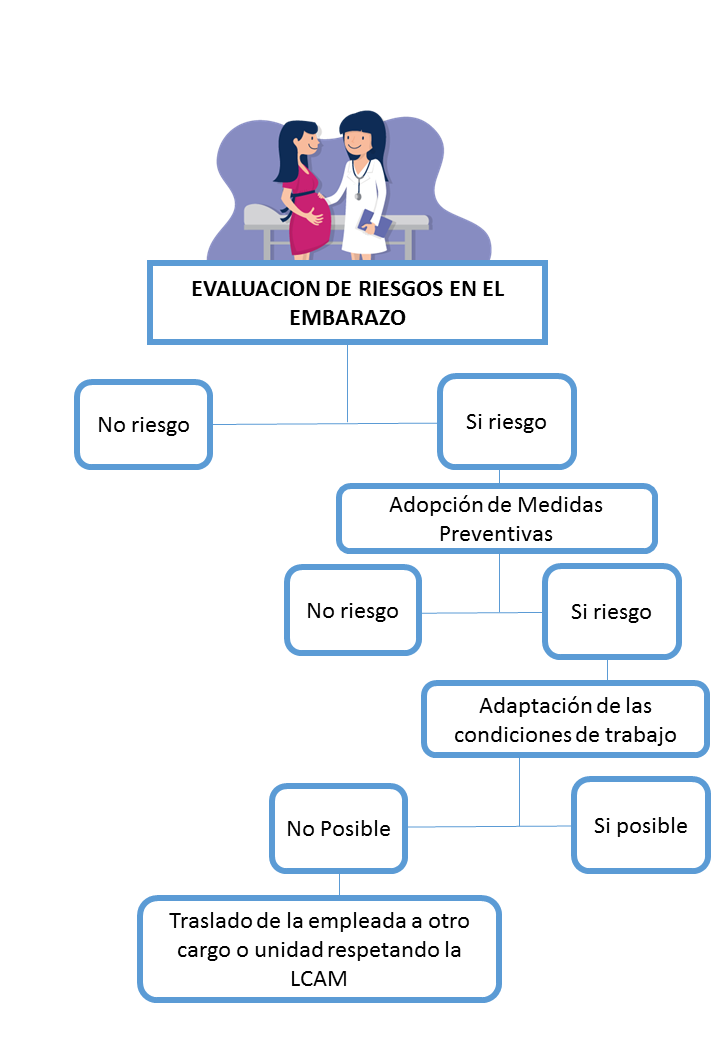 EVALUACION DE RIESGOS EN EL
EMBARAZO
No riesgo
Si riesgo
Adopción de Medidas
Preventivas
No riesgo
Si riesgo
Adaptación de las
condiciones de trabajo
No Posible
Si posible
Traslado de la empleada a otro
cargo o unidad respetando la
LCAM